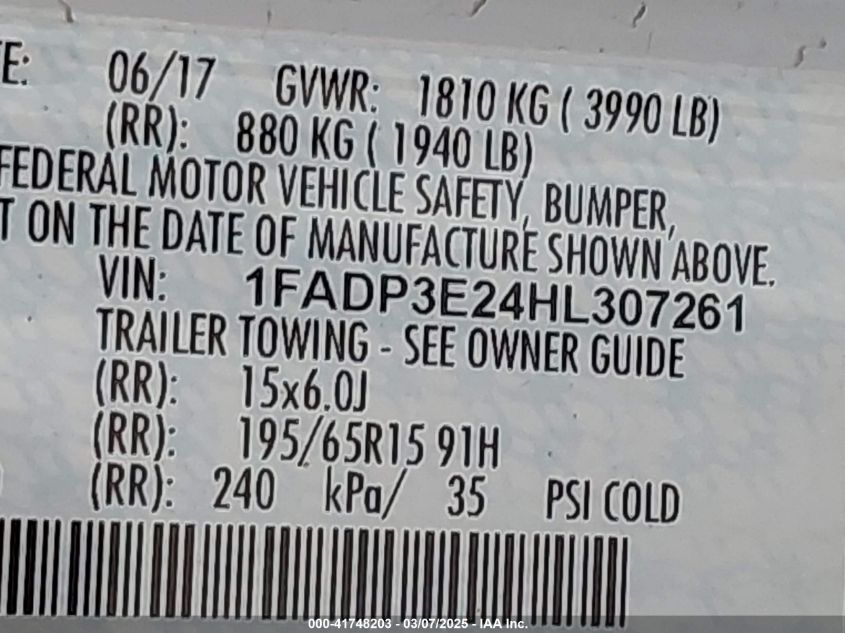 E: 06/17 GVWR: 1810 KG ( 3990 LB)
(RR): 880 KG ( 1940 LB)
FEDERAL MOTOR VEHICLE SAFETY, BUMPER,
T ON THE DATE OF MANUFACTURE SHOWN ABOVE.
VIN: 1FADP3E24HL307261
TRAILER TOWING - SEE OWNER GUIDE
(RR): 15x6.0J
(RR): 195/65R15 91H
(RR): 240 kPa/ 35 PSI COLD
000-41748203 - 03/07/2025 - IAA Inc.